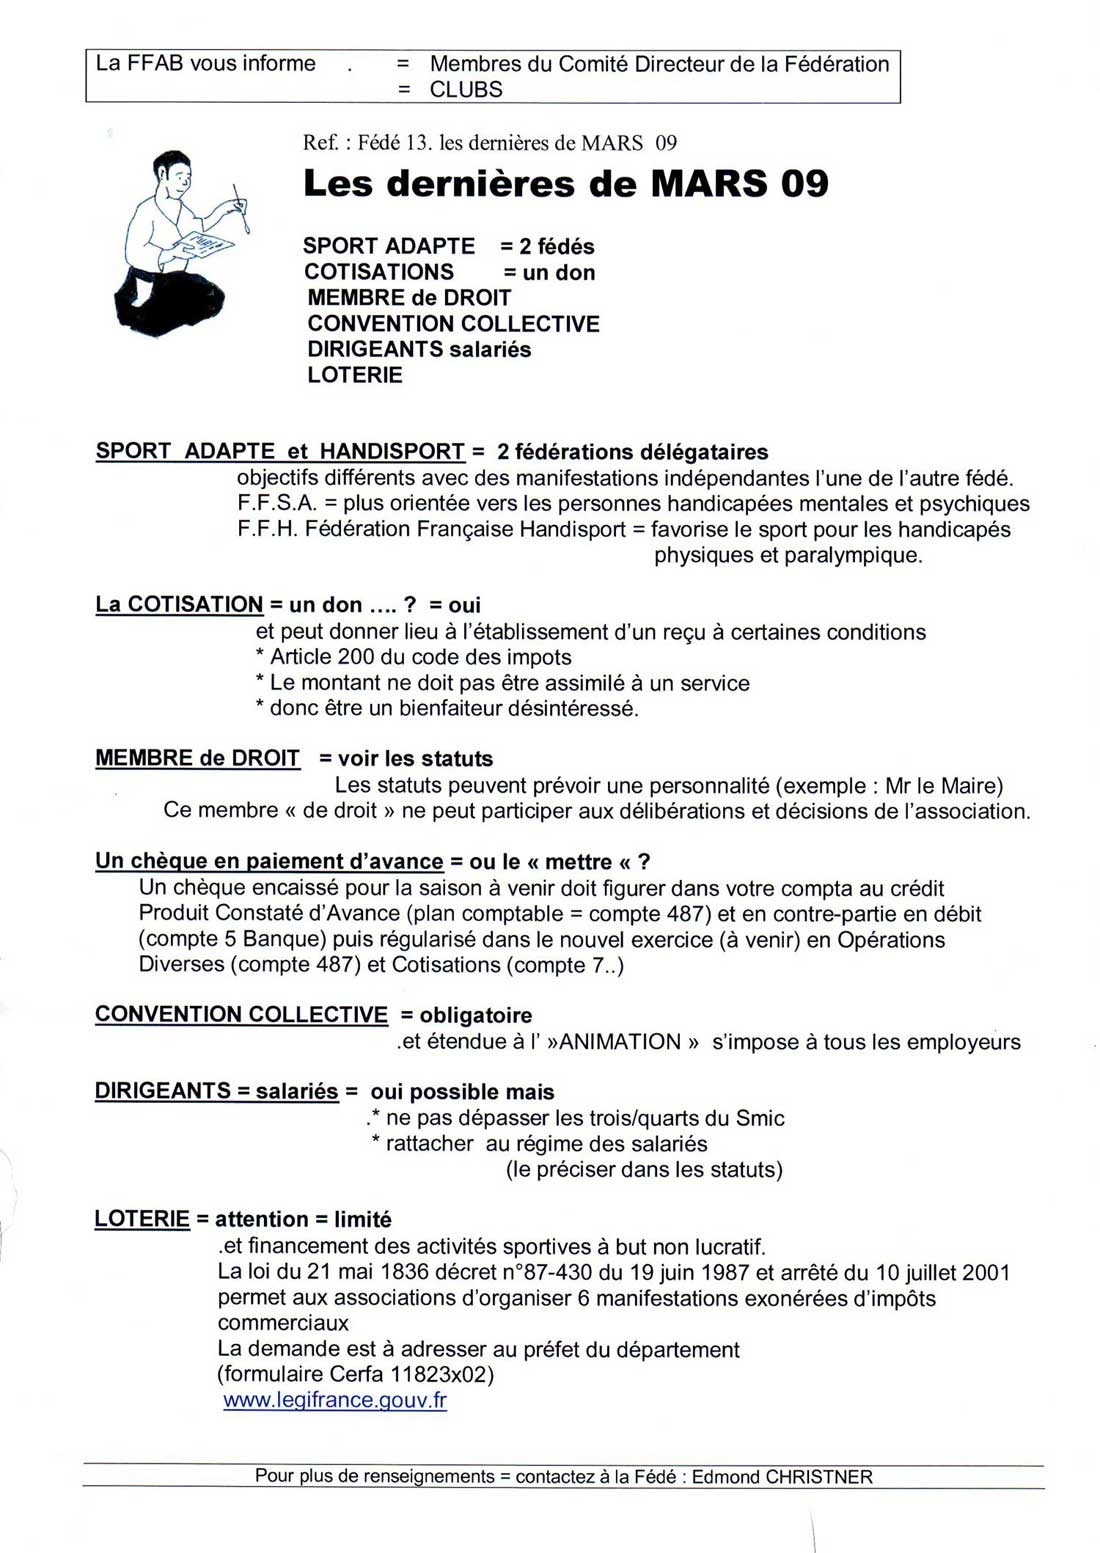 La FFAB vous informe . = Membres du Comité Directeur de la Fédération
= CLUBS
Ref. : Fédé 13. les dernières de MARS 09
Les dernières de MARS 09
SPORT ADAPTE = 2 fédés
COTISATIONS = un don
MEMBRE de DROIT
CONVENTION COLLECTIVE
DIRIGEANTS salariés
LOTERIE
SPORT ADAPTE et HANDISPORT = 2 fédérations délégataires
objectifs différents avec des manifestations indépendantes l'une de l'autre fédé.
F.F.S.A. = plus orientée vers les personnes handicapées mentales et psychiques
F.F.H. Fédération Française Handisport = favorise le sport pour les handicapés
physiques et paralympique.
La COTISATION = un don .... ? = oui
et peut donner lieu à l'établissement d'un reçu à certaines conditions
* Article 200 du code des impots
* Le montant ne doit pas être assimilé à un service
* donc être un bienfaiteur désintéressé.
MEMBRE de DROIT = voir les statuts
Les statuts peuvent prévoir une personnalité (exemple : Mr le Maire)
Ce membre « de droit » ne peut participer aux délibérations et décisions de l'association.
Un chèque en paiement d'avance = ou le « mettre « ?
Un chèque encaissé pour la saison à venir doit figurer dans votre compta au crédit
Produit Constaté d'Avance (plan comptable = compte 487) et en contre-partie en débit
(compte 5 Banque) puis régularisé dans le nouvel exercice (à venir) en Opérations
Diverses (compte 487) et Cotisations (compte 7..)
CONVENTION COLLECTIVE = obligatoire
.et étendue à l' »ANIMATION » s'impose à tous les employeurs
DIRIGEANTS = salariés = oui possible mais
.* ne pas dépasser les trois/quarts du Smic
* rattacher au régime des salariés
(le préciser dans les statuts)
LOTERIE = attention = limité
.et financement des activités sportives à but non lucratif.
La loi du 21 mai 1836 décret n°87-430 du 19 juin 1987 et arrêté du 10 juillet 2001
permet aux associations d'organiser 6 manifestations exonérées d'impôts
commerciaux
La demande est à adresser au préfet du département
(formulaire Cerfa 11823x02)
www.legifrance.gouv.fr
Pour plus de renseignements = contactez à la Fédé : Edmond CHRISTNER